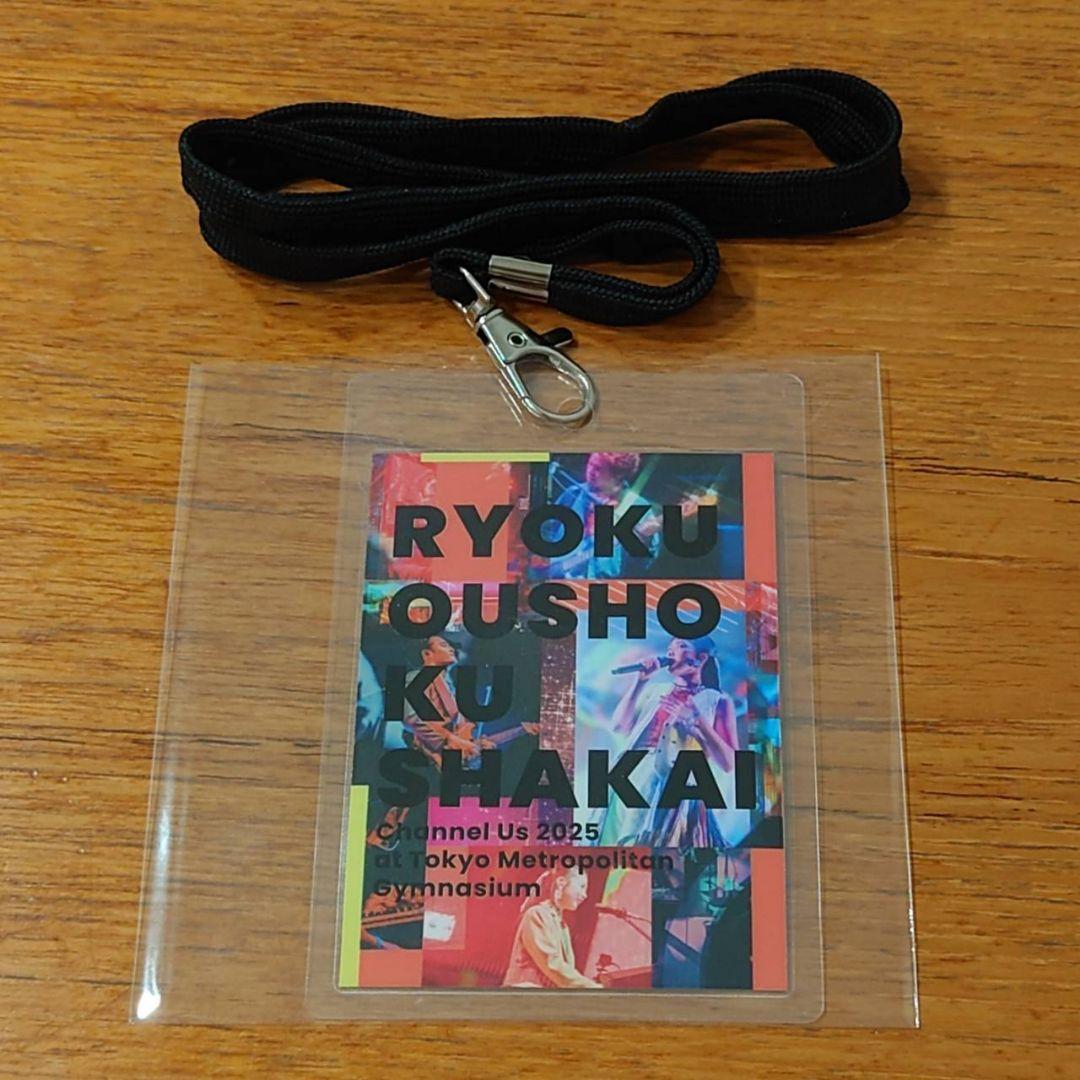 RYOKU
OUSHO
KU
SHAKAI
Channel Us 2025
at Tokyo Metropolitan
Gymnasium